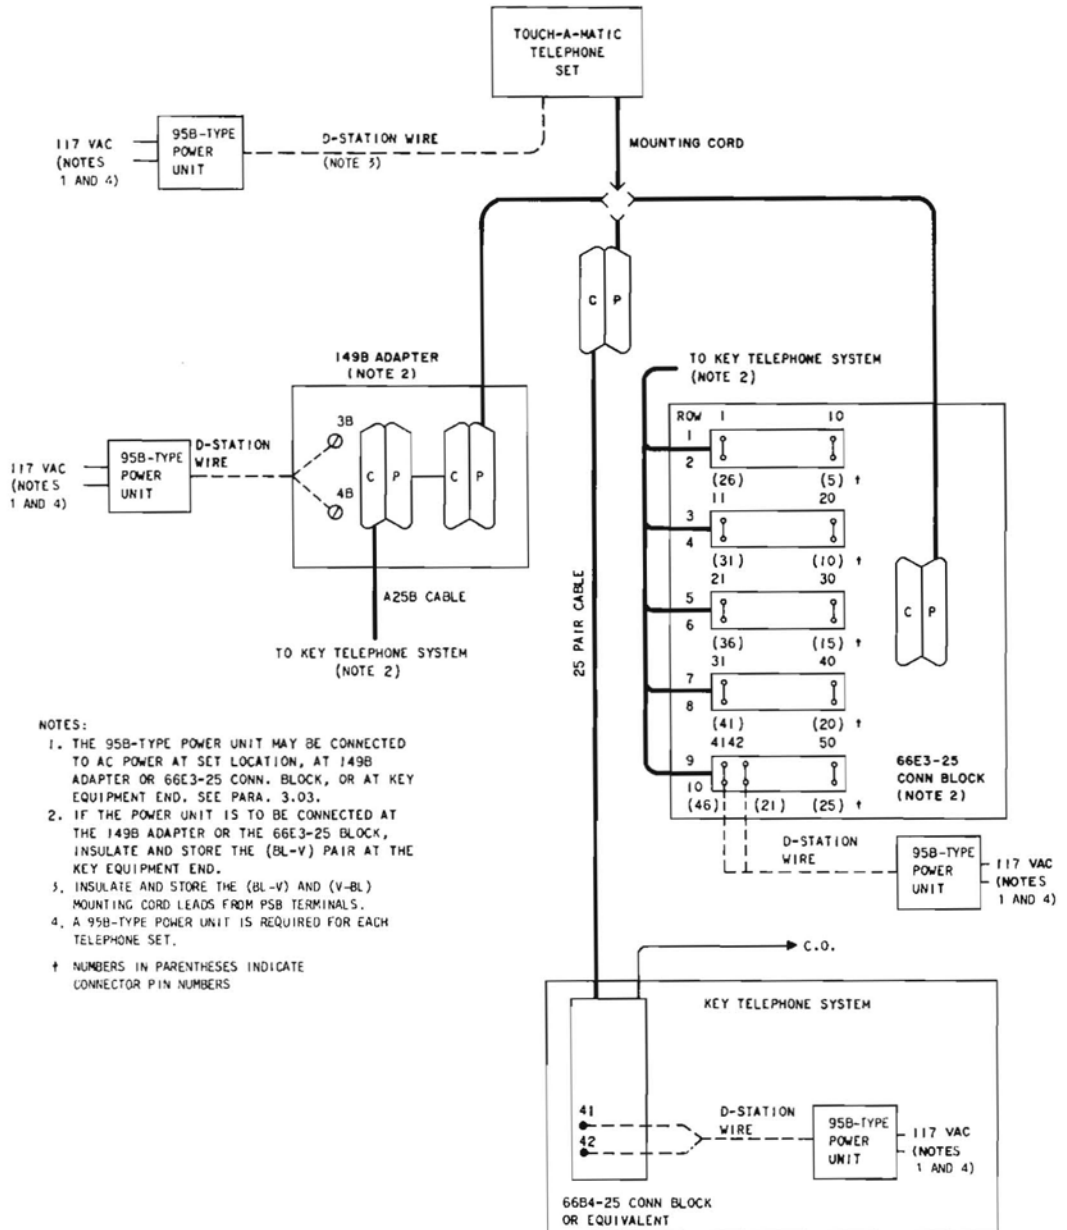 TOUCH-A-MATIC
TELEPHONE
SET
117 VAC
(NOTES
1 AND 4)
95B-TYPE
POWER
UNIT
D-STATION WIRE
(NOTE 3)
MOUNTING CORD
C P
149B ADAPTER
(NOTE 2)
3B
4B
C P
C P
117 VAC
(NOTES
1 AND 4)
95B-TYPE
POWER
UNIT
D-STATION
WIRE
A25B CABLE
TO KEY TELEPHONE SYSTEM
(NOTE 2)
25 PAIR CABLE
TO KEY TELEPHONE SYSTEM
(NOTE 2)
ROW 1 10
1
2
(26) (5) †
11 20
3
4
(31) (10) †
21 30
5
6
(36) (15) †
31 40
7
8
(41) (20) †
41 42 50
9
10
(46) (21) (25) †
C P
66E3-25
CONN BLOCK
(NOTE 2)
D-STATION
WIRE
95B-TYPE
POWER
UNIT
117 VAC
(NOTES
1 AND 4)
NOTES:
1. THE 95B-TYPE POWER UNIT MAY BE CONNECTED
TO AC POWER AT SET LOCATION, AT 149B
ADAPTER OR 66E3-25 CONN. BLOCK, OR AT KEY
EQUIPMENT END. SEE PARA. 3.03.
2. IF THE POWER UNIT IS TO BE CONNECTED AT
THE 149B ADAPTER OR THE 66E3-25 BLOCK,
INSULATE AND STORE THE (BL-V) PAIR AT THE
KEY EQUIPMENT END.
3. INSULATE AND STORE THE (BL-V) AND (V-BL)
MOUNTING CORD LEADS FROM PSB TERMINALS.
4. A 95B-TYPE POWER UNIT IS REQUIRED FOR EACH
TELEPHONE SET.
† NUMBERS IN PARENTHESES INDICATE
CONNECTOR PIN NUMBERS
C.O.
KEY TELEPHONE SYSTEM
41
42
D-STATION
WIRE
95B-TYPE
POWER
UNIT
117 VAC
(NOTES
1 AND 4)
66B4-25 CONN BLOCK
OR EQUIVALENT